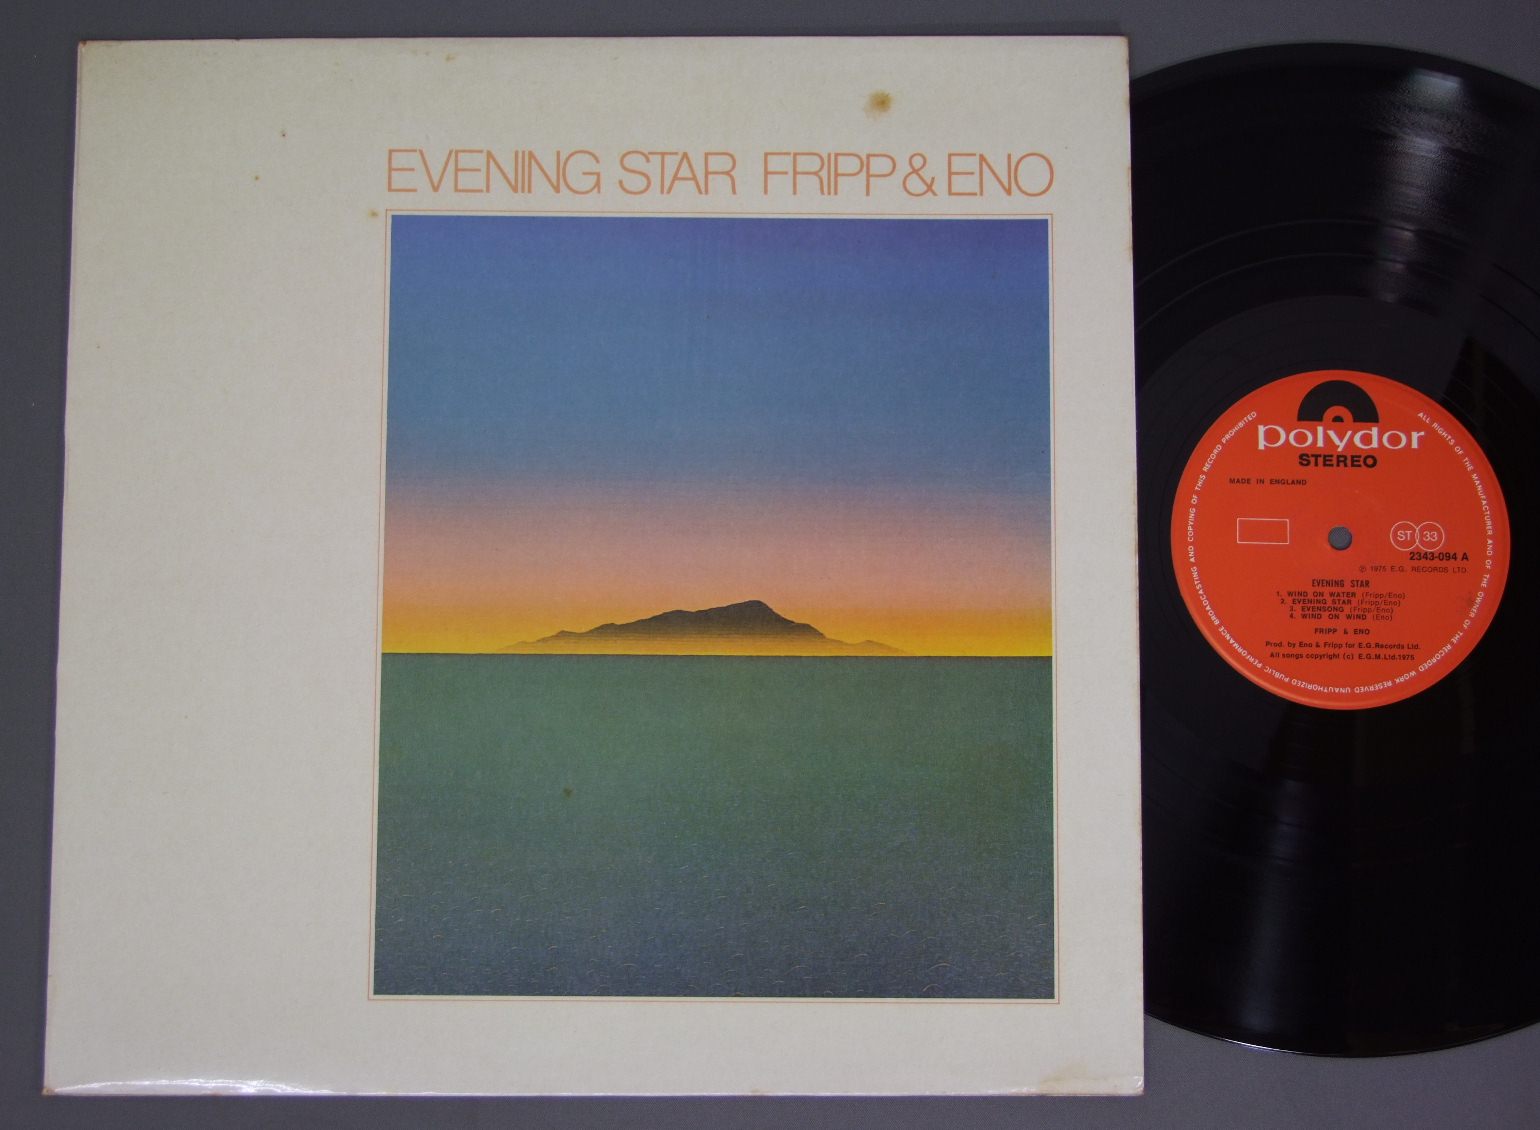 EVENING STAR FRIPP & ENO
polydor
STEREO
MADE IN ENGLAND
ST 33
2343-094 A
℗ 1975 E.G. RECORDS LTD.
EVENING STAR
1. WIND ON WATER (Fripp/Eno)
2. EVENING STAR (Fripp/Eno)
3. EVENSONG (Fripp/Eno)
4. WIND ON WIND (Eno)
FRIPP & ENO
Prod. by Eno & Fripp for E.G. Records Ltd.
All songs copyright (c) E.G.M. Ltd. 1975
ALL RIGHTS OF THE MANUFACTURER AND OF THE OWNER OF THE RECORDED WORK RESERVED UNAUTHORIZED PUBLIC PERFORMANCE BROADCASTING AND COPYING OF THIS RECORD PROHIBITED